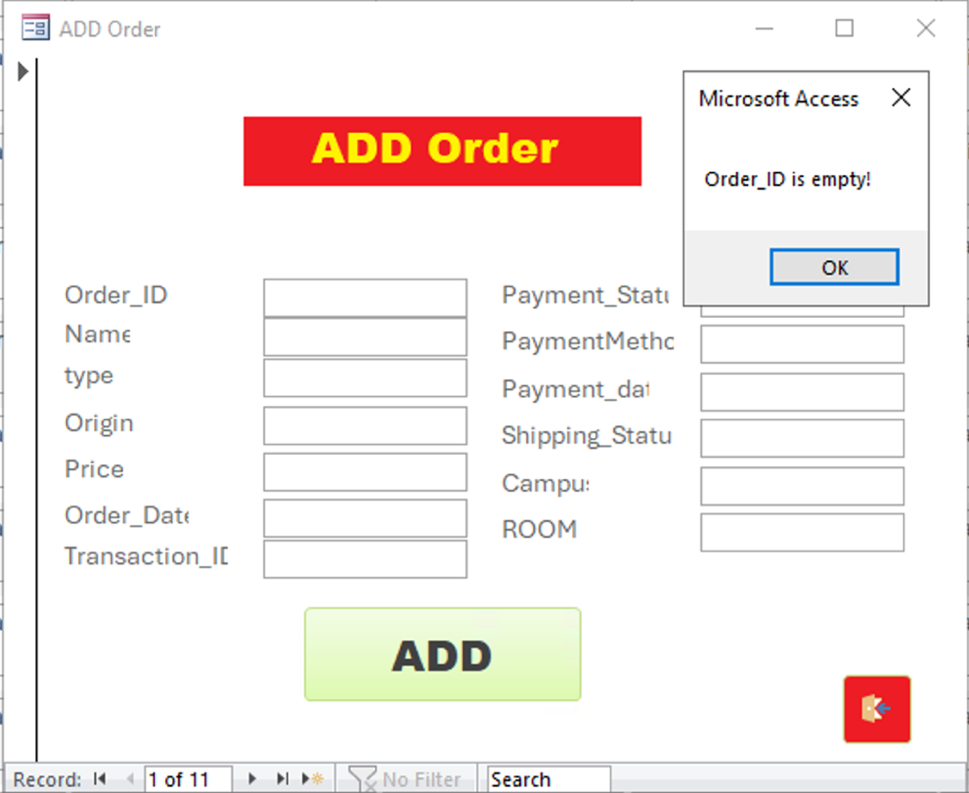 ADD Order
Microsoft Access
ADD Order
Order_ID is empty!
OK
Order_ID
Name
type
Origin
Price
Order_Date
Transaction_ID
Payment_Statu
PaymentMetho
Payment_dat
Shipping_Statu
Campus
ROOM
ADD
Record: 1 of 11 No Filter Search